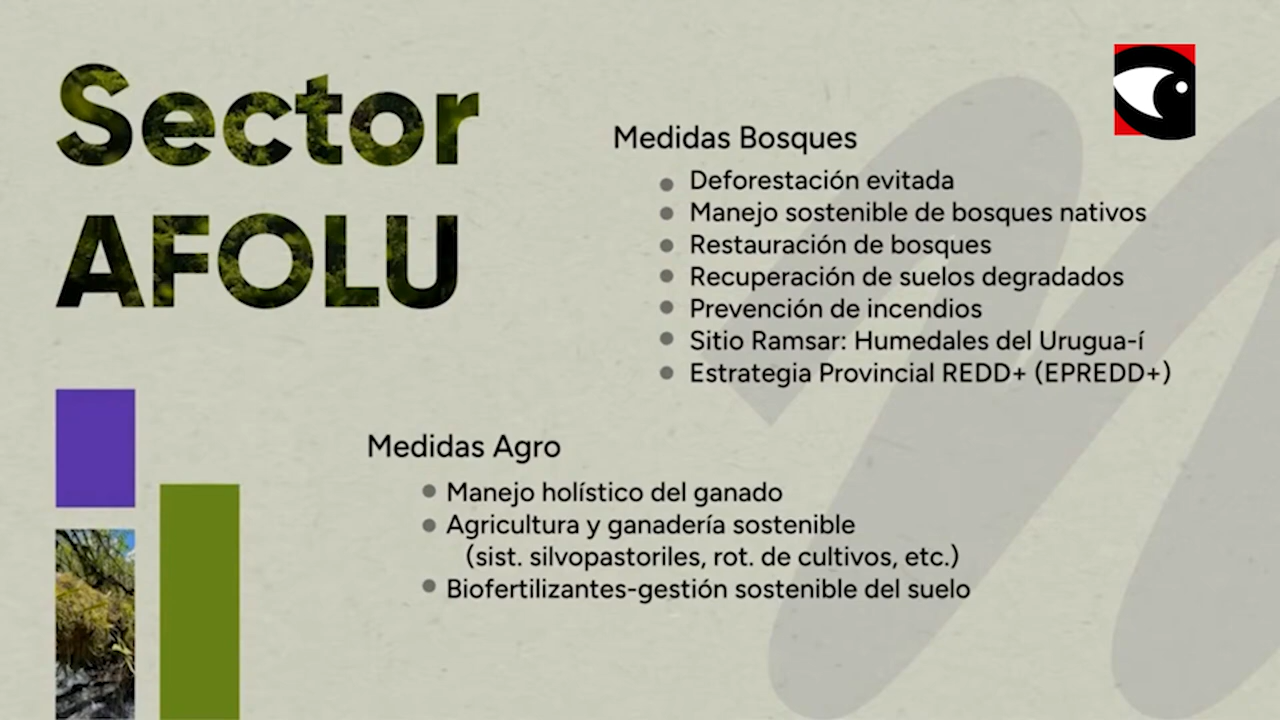 Sector
AFOLU
Medidas Bosques
Deforestación evitada
Manejo sostenible de bosques nativos
Restauración de bosques
Recuperación de suelos degradados
Prevención de incendios
Sitio Ramsar: Humedales del Urugua-í
Estrategia Provincial REDD+ (EPREDD+)
Medidas Agro
Manejo holístico del ganado
Agricultura y ganadería sostenible
(sist. silvopastoriles, rot. de cultivos, etc.)
Biofertilizantes-gestión sostenible del suelo